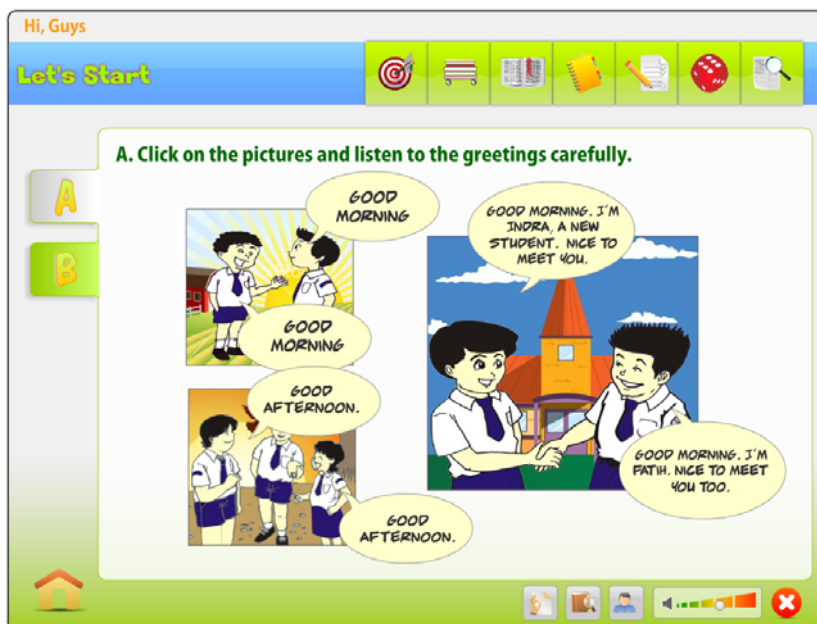 Hi, Guys
Let's Start
A. Click on the pictures and listen to the greetings carefully.
A
B
GOOD
MORNING
GOOD
MORNING
GOOD
AFTERNOON.
GOOD
AFTERNOON.
GOOD MORNING. I'M
INDRA, A NEW
STUDENT. NICE TO
MEET YOU.
GOOD MORNING. I'M
FATIH. NICE TO MEET
YOU TOO.